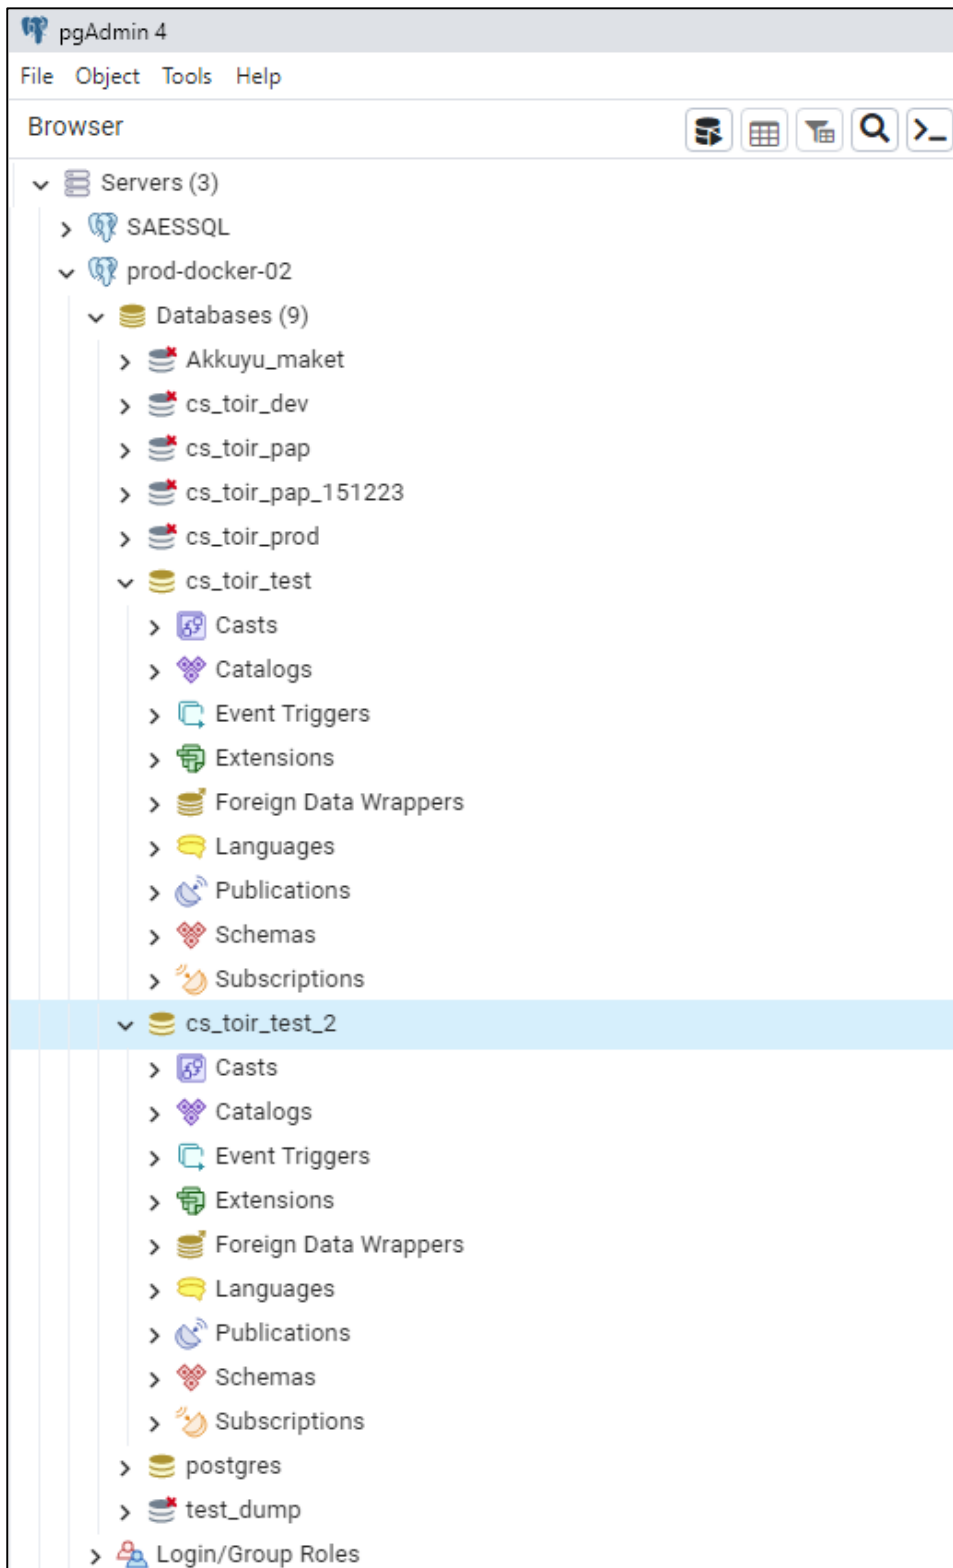 pgAdmin 4
File Object Tools Help
Browser
Servers (3)
SAESSQL
prod-docker-02
Databases (9)
Akkuyu_maket
cs_toir_dev
cs_toir_pap
cs_toir_pap_151223
cs_toir_prod
cs_toir_test
Casts
Catalogs
Event Triggers
Extensions
Foreign Data Wrappers
Languages
Publications
Schemas
Subscriptions
cs_toir_test_2
Casts
Catalogs
Event Triggers
Extensions
Foreign Data Wrappers
Languages
Publications
Schemas
Subscriptions
postgres
test_dump
Login/Group Roles